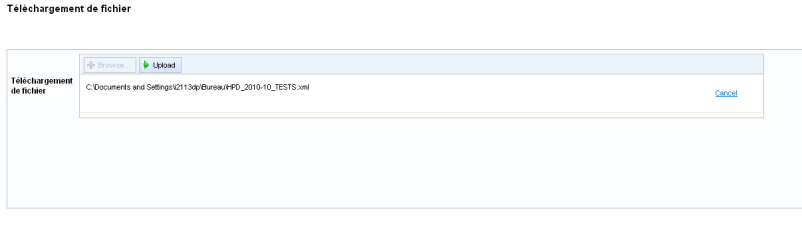 Téléchargement de fichier
Browse... Upload
Téléchargement
de fichier
C:\Documents and Settings\i2113dp\Bureau\HPD_2010-10_TESTS.xml
Cancel